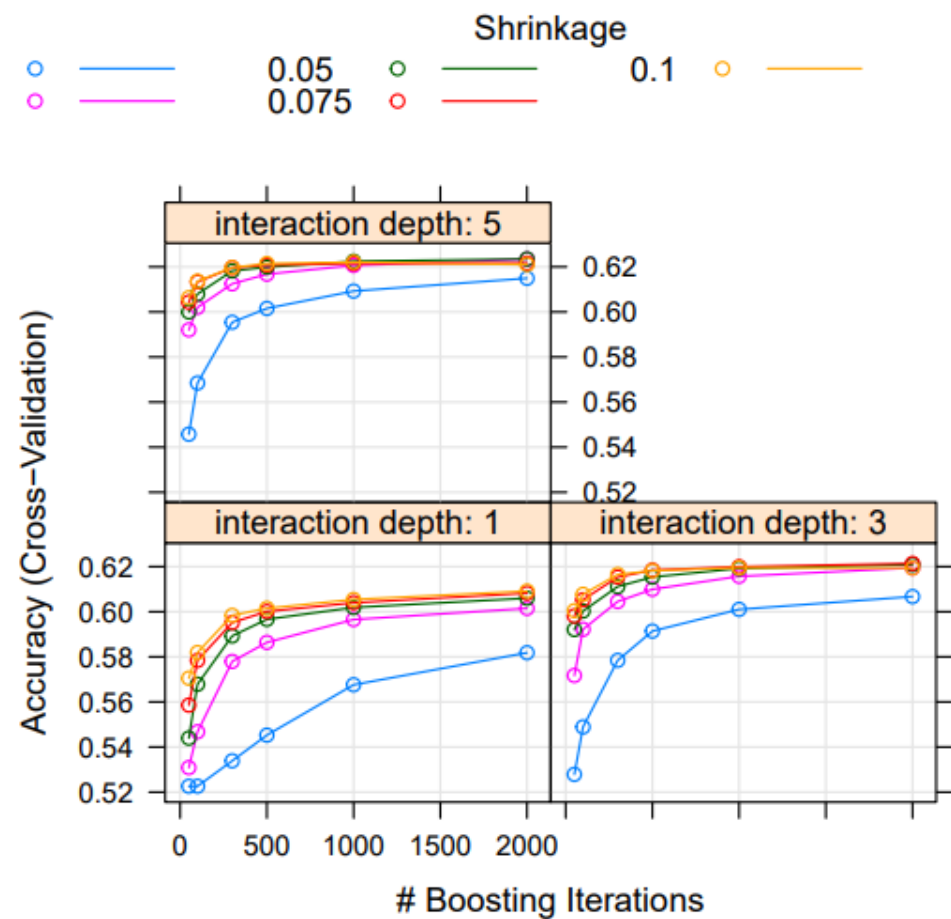 Shrinkage
0.05 0.1
0.075
interaction depth: 5
0.62
0.60
0.58
0.56
0.54
0.52
Accuracy (Cross−Validation)
interaction depth: 1 interaction depth: 3
0.62
0.60
0.58
0.56
0.54
0.52
0 500 1000 1500 2000
# Boosting Iterations